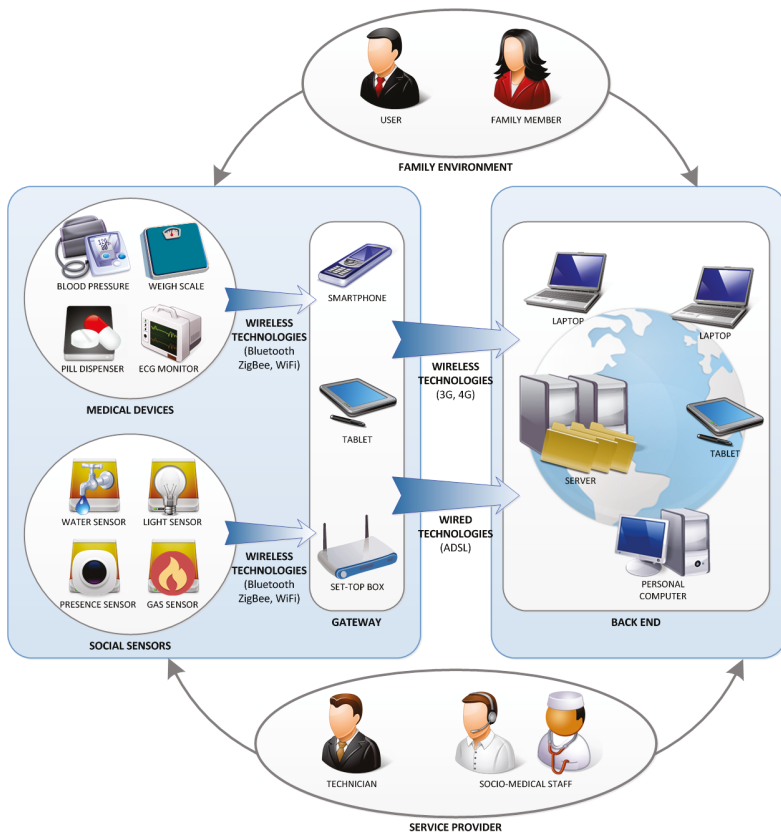 USER
FAMILY MEMBER
FAMILY ENVIRONMENT
BLOOD PRESSURE
WEIGH SCALE
PILL DISPENSER
ECG MONITOR
MEDICAL DEVICES
WIRELESS
TECHNOLOGIES
(Bluetooth
ZigBee, WiFi)
WATER SENSOR
LIGHT SENSOR
PRESENCE SENSOR
GAS SENSOR
SOCIAL SENSORS
WIRELESS
TECHNOLOGIES
(Bluetooth
ZigBee, WiFi)
SMARTPHONE
TABLET
SET-TOP BOX
GATEWAY
WIRELESS
TECHNOLOGIES
(3G, 4G)
WIRED
TECHNOLOGIES
(ADSL)
LAPTOP
LAPTOP
SERVER
TABLET
PERSONAL
COMPUTER
BACK END
TECHNICIAN
SOCIO-MEDICAL STAFF
SERVICE PROVIDER